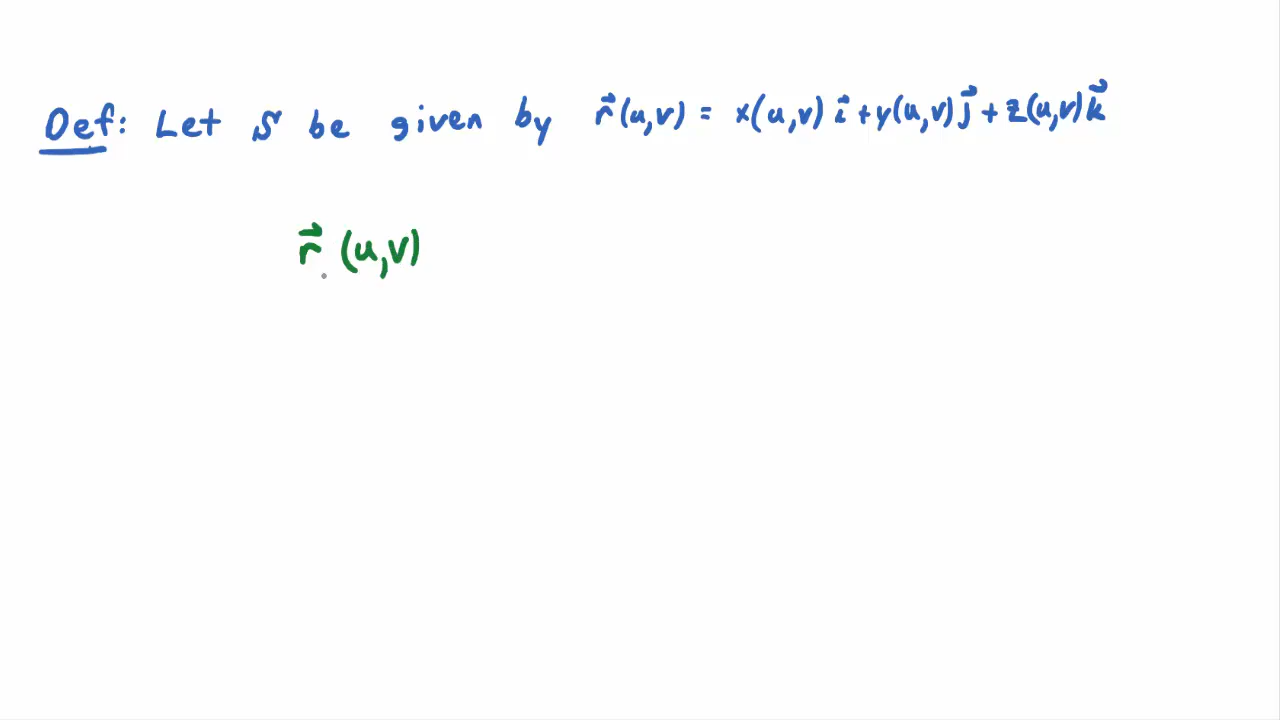 Def: Let S be given by r⃗(u,v) = x(u,v) i⃗ + y(u,v) j⃗ + z(u,v) k⃗
r⃗ (u,v)